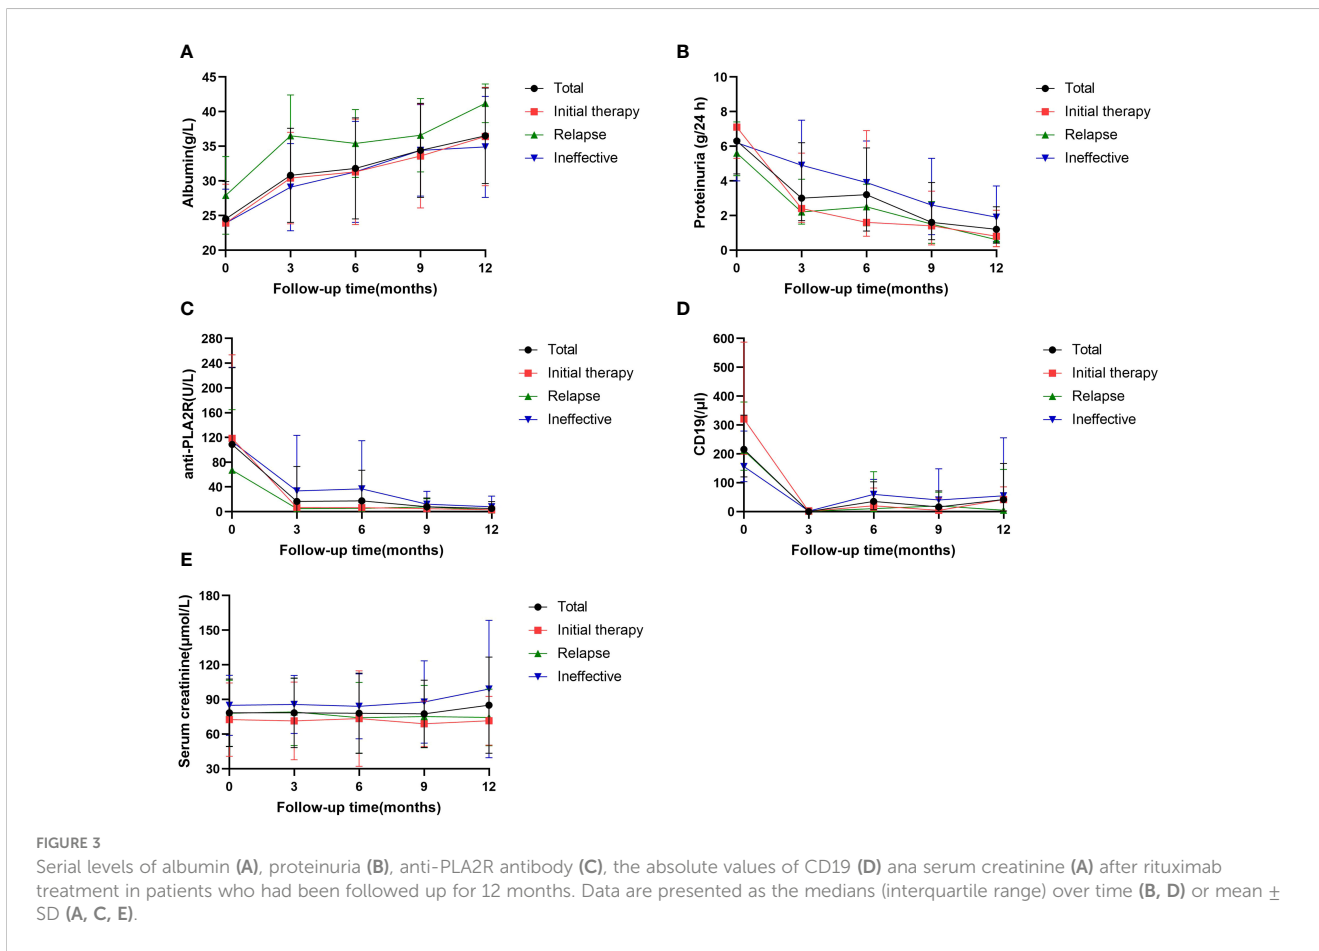 A
45
40
35
30
25
20
Albumin(g/L)
0 3 6 9 12
Follow-up time(months)
Total
Initial therapy
Relapse
Ineffective
B
10
8
6
4
2
0
Proteinuria (g/24 h)
0 3 6 9 12
Follow-up time(months)
Total
Initial therapy
Relapse
Ineffective
C
280
240
200
160
120
80
40
0
anti-PLA2R(U/L)
0 3 6 9 12
Follow-up time(months)
Total
Initial therapy
Relapse
Ineffective
D
600
500
400
300
200
100
0
CD19(/µl)
0 3 6 9 12
Follow-up time(months)
Total
Initial therapy
Relapse
Ineffective
E
180
150
120
90
60
30
Serum creatinine(µmol/L)
0 3 6 9 12
Follow-up time(months)
Total
Initial therapy
Relapse
Ineffective
FIGURE 3
Serial levels of albumin (A), proteinuria (B), anti-PLA2R antibody (C), the absolute values of CD19 (D) ana serum creatinine (A) after rituximab
treatment in patients who had been followed up for 12 months. Data are presented as the medians (interquartile range) over time (B, D) or mean ±
SD (A, C, E).